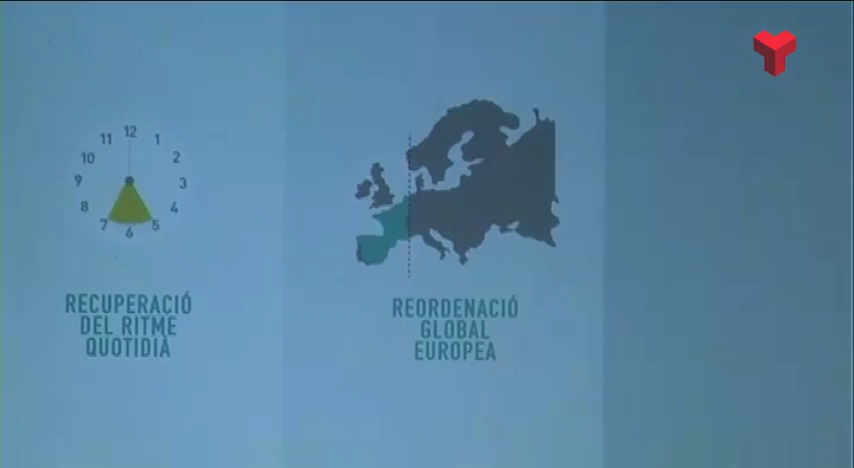 12
11
1
10
2
9
3
8
4
7
5
6
RECUPERACIÓ
DEL RITME
QUOTIDIÀ
REORDENACIÓ
GLOBAL
EUROPEA